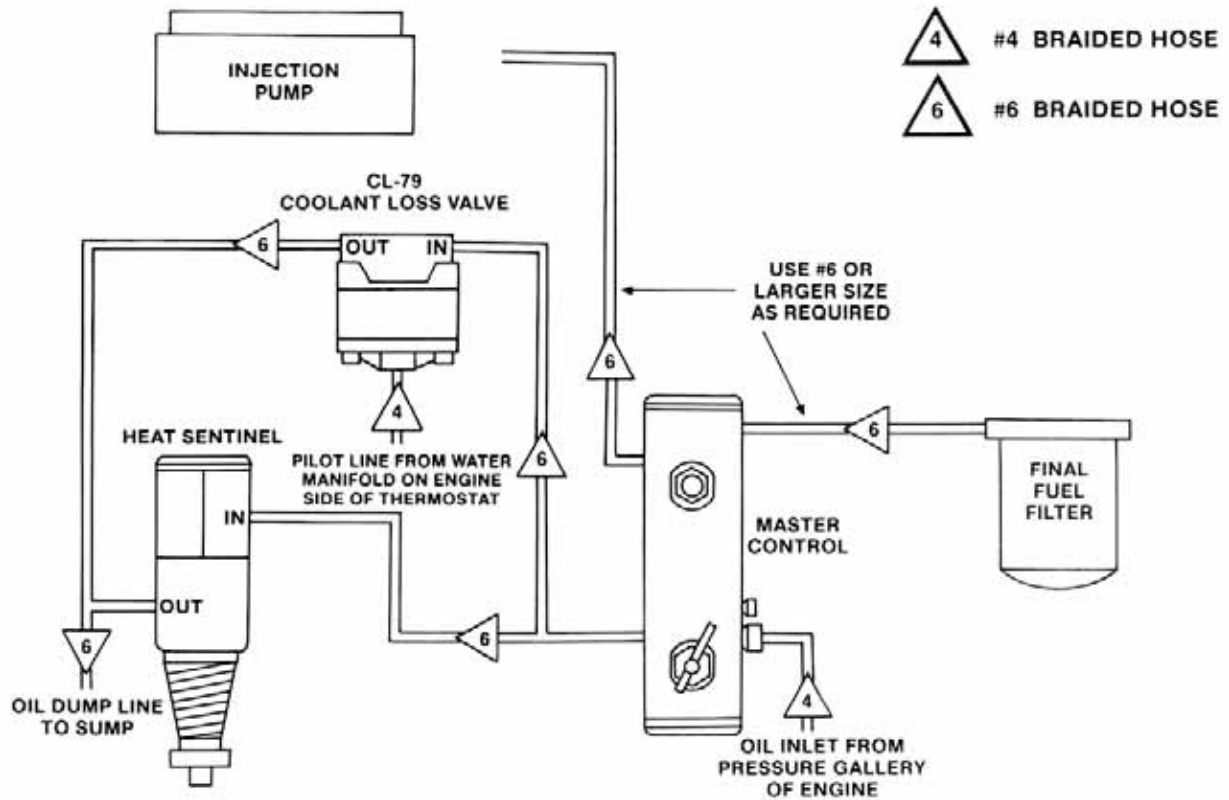 INJECTION
PUMP
4 #4 BRAIDED HOSE
6 #6 BRAIDED HOSE
CL-79
COOLANT LOSS VALVE
6
OUT IN
USE #6 OR
LARGER SIZE
AS REQUIRED
6
4
6
6
HEAT SENTINEL
PILOT LINE FROM WATER
MANIFOLD ON ENGINE
SIDE OF THERMOSTAT
IN
OUT
6
6
MASTER
CONTROL
FINAL
FUEL
FILTER
OIL DUMP LINE
TO SUMP
4
OIL INLET FROM
PRESSURE GALLERY
OF ENGINE